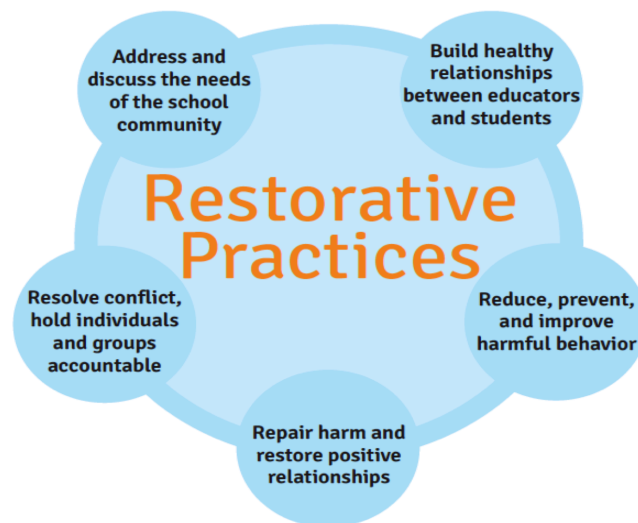 Address and
discuss the needs
of the school
community
Build healthy
relationships
between educators
and students
Restorative
Practices
Resolve conflict,
hold individuals
and groups
accountable
Reduce, prevent,
and improve
harmful behavior
Repair harm and
restore positive
relationships